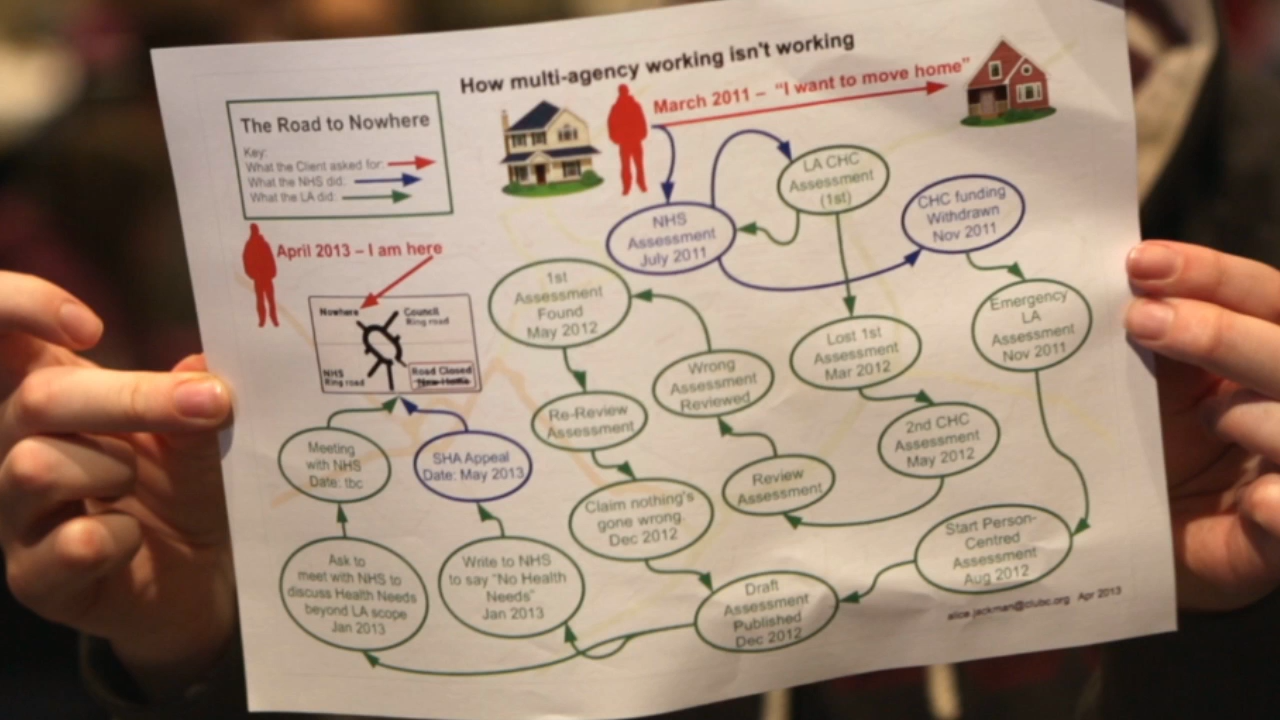 How multi-agency working isn't working
The Road to Nowhere
Key:
What the Client asked for:
What the NHS did:
What the LA did:
March 2011 – "I want to move home"
April 2013 – I am here
Nowhere
Council
Ring road
NHS
Ring road
Road Closed
NHS
Assessment
July 2011
LA CHC
Assessment
(1st)
CHC funding
Withdrawn
Nov 2011
Emergency
LA
Assessment
Nov 2011
Lost 1st
Assessment
Mar 2012
2nd CHC
Assessment
May 2012
Review
Assessment
Wrong
Assessment
Reviewed
1st
Assessment
Found
May 2012
Re-Review
Assessment
Claim nothing's
gone wrong.
Dec 2012
Start Person-
Centred
Assessment
Aug 2012
Draft
Assessment
Published
Dec 2012
Write to NHS
to say "No Health
Needs"
Jan 2013
SHA Appeal
Date: May 2013
Ask to
meet with NHS to
discuss Health Needs
beyond LA scope
Jan 2013
Meeting
with NHS
Date: tbc
alice.jackman@clubc.org Apr 2013